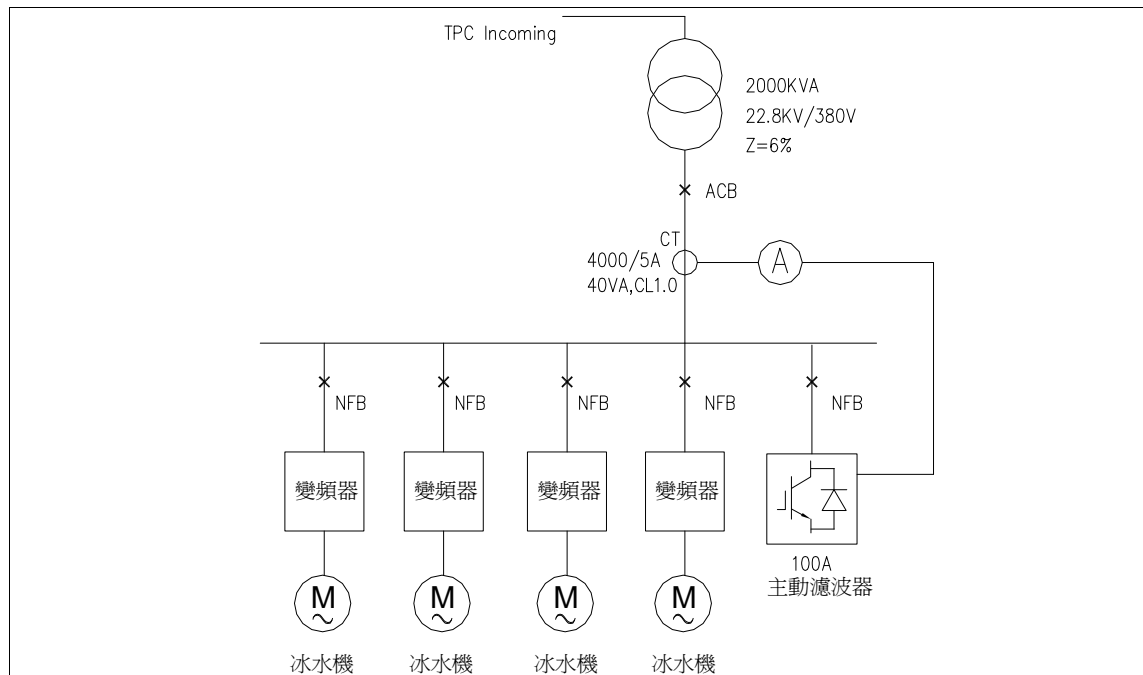 TPC Incoming
2000KVA
22.8KV/380V
Z=6%
ACB
CT
4000/5A
40VA,CL1.0
A
NFB
NFB
NFB
NFB
NFB
變頻器
變頻器
變頻器
變頻器
100A
主動濾波器
M
~
M
~
M
~
M
~
冰水機
冰水機
冰水機
冰水機